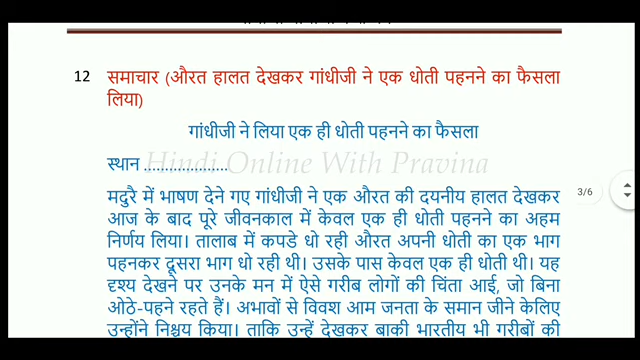 12 समाचार (औरत हालत देखकर गांधीजी ने एक धोती पहनने का फैसला
लिया)
गांधीजी ने लिया एक ही धोती पहनने का फैसला
स्थान ....................
Hindi Online With Pravina
मदुरै में भाषण देने गए गांधीजी ने एक औरत की दयनीय हालत देखकर
3/6
आज के बाद पूरे जीवनकाल में केवल एक ही धोती पहनने का अहम
निर्णय लिया। तालाब में कपडे धो रही औरत अपनी धोती का एक भाग
पहनकर दूसरा भाग धो रही थी। उसके पास केवल एक ही धोती थी। यह
दृश्य देखने पर उनके मन में ऐसे गरीब लोगों की चिंता आई, जो बिना
ओठे-पहने रहते हैं। अभावों से विवश आम जनता के समान जीने केलिए
उन्होंने निश्चय किया। ताकि उन्हें देखकर बाकी भारतीय भी गरीबों की